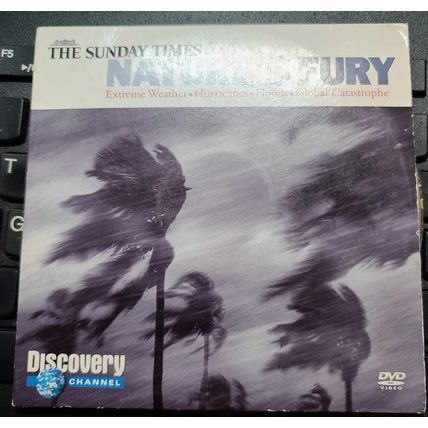 F5
T
G
THE SUNDAY TIMES
NATURE'S FURY
Extreme Weather • Hurricanes • Floods • Global Catastrophe
Discovery
CHANNEL
DVD
VIDEO